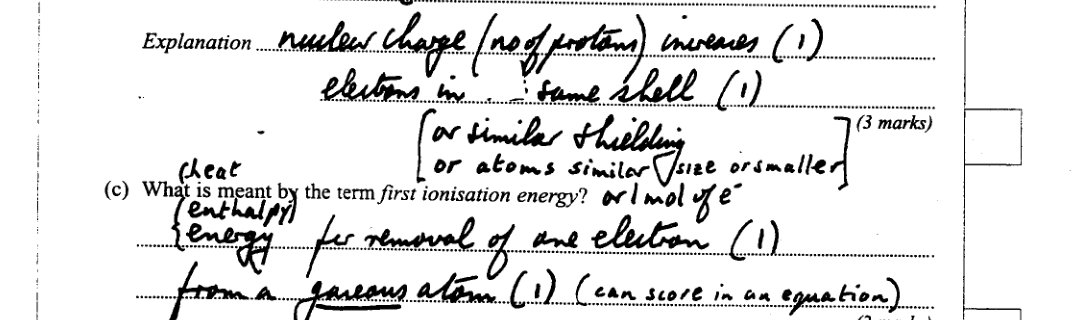 Explanation nuclear charge (no of protons) increases (1)
electrons in same shell (1)
[or similar shielding (3 marks)
or atoms similar size or smaller]
(heat
(c) What is meant by the term first ionisation energy? or 1 mol of e⁻
(enthalpy)
{energy for removal of one electron (1)
from a gaseous atom (1) (can score in an equation)